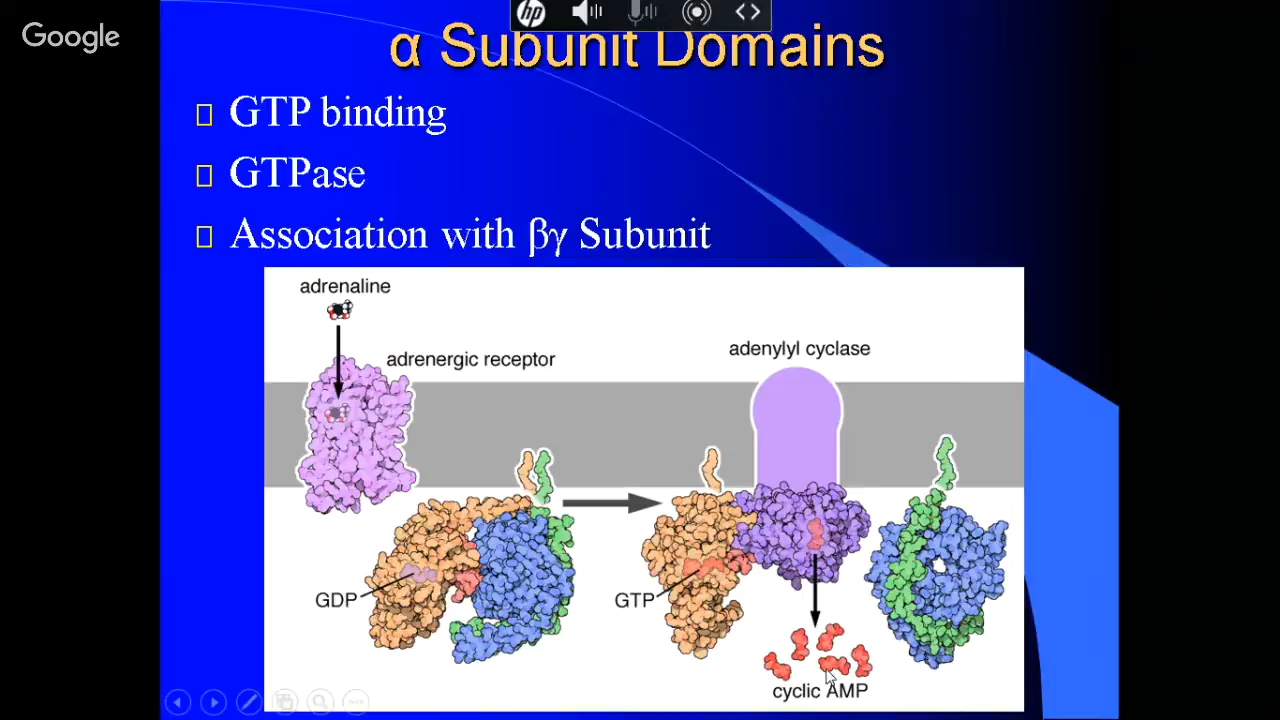 hp
Google
α Subunit Domains
GTP binding
GTPase
Association with βγ Subunit
adrenaline
adrenergic receptor
adenylyl cyclase
GDP
GTP
cyclic AMP